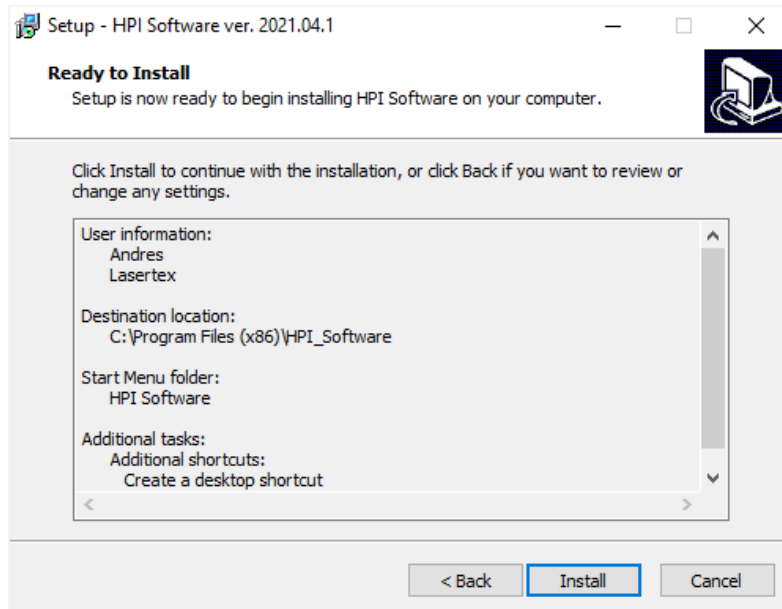 Setup - HPI Software ver. 2021.04.1
Ready to Install
Setup is now ready to begin installing HPI Software on your computer.
Click Install to continue with the installation, or click Back if you want to review or
change any settings.
User information:
Andres
Lasertex
Destination location:
C:\Program Files (x86)\HPI_Software
Start Menu folder:
HPI Software
Additional tasks:
Additional shortcuts:
Create a desktop shortcut
< Back
Install
Cancel